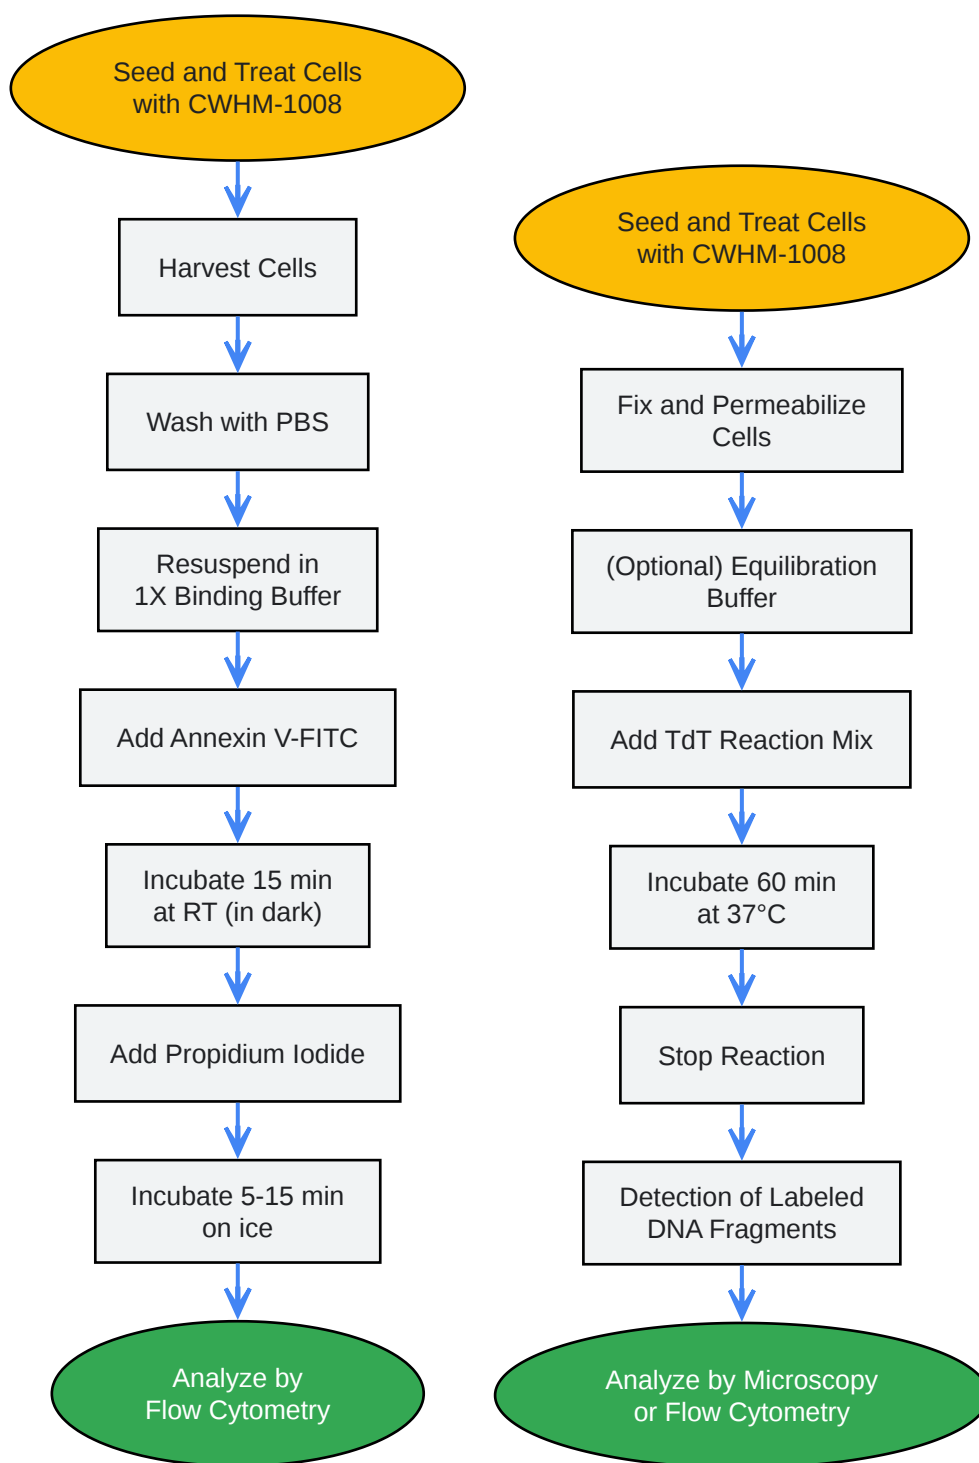 Seed and Treat Cells
with CWHM-1008
Harvest Cells
Wash with PBS
Resuspend in
1X Binding Buffer
Add Annexin V-FITC
Incubate 15 min
at RT (in dark)
Add Propidium Iodide
Incubate 5-15 min
on ice
Analyze by
Flow Cytometry
Seed and Treat Cells
with CWHM-1008
Fix and Permeabilize
Cells
(Optional) Equilibration
Buffer
Add TdT Reaction Mix
Incubate 60 min
at 37°C
Stop Reaction
Detection of Labeled
DNA Fragments
Analyze by Microscopy
or Flow Cytometry